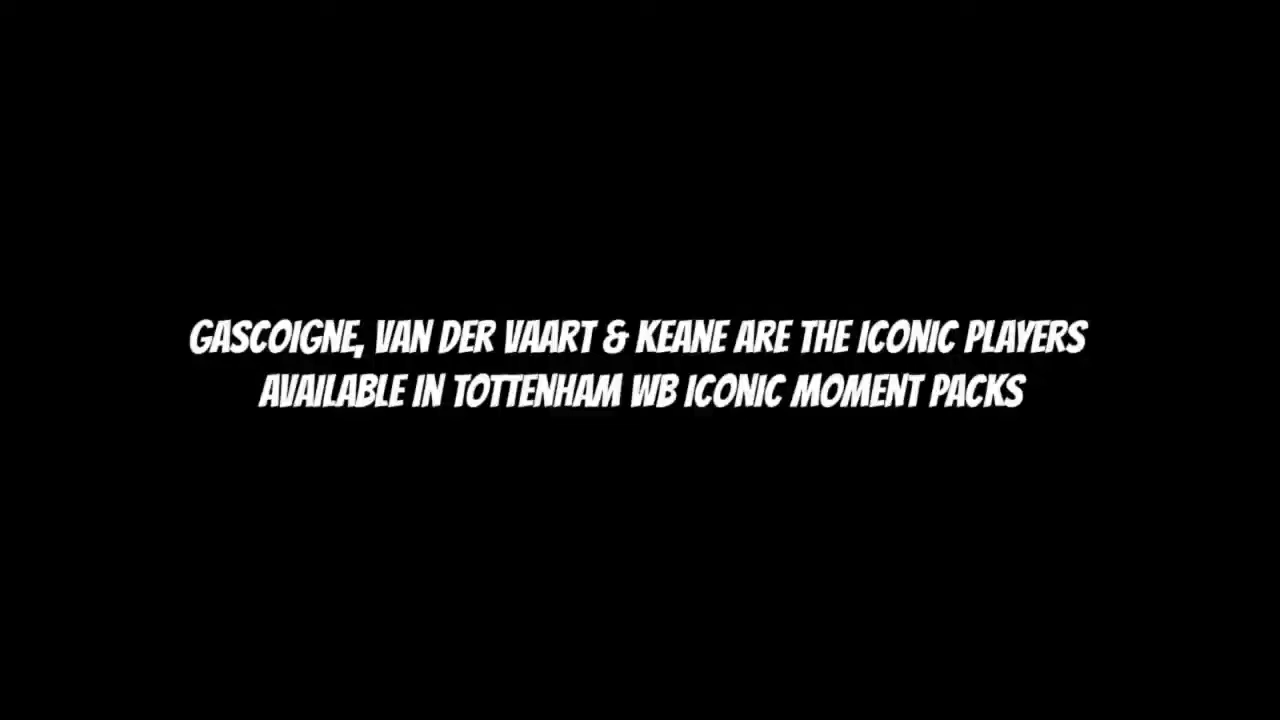 GASCOIGNE, VAN DER VAART & KEANE ARE THE ICONIC PLAYERS
AVAILABLE IN TOTTENHAM WB ICONIC MOMENT PACKS